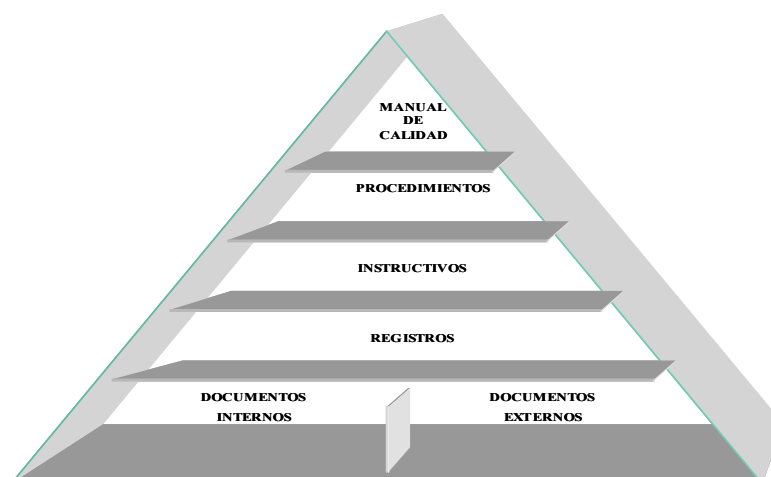 MANUAL
DE
CALIDAD
PROCEDIMIENTOS
INSTRUCTIVOS
REGISTROS
DOCUMENTOS
INTERNOS
DOCUMENTOS
EXTERNOS